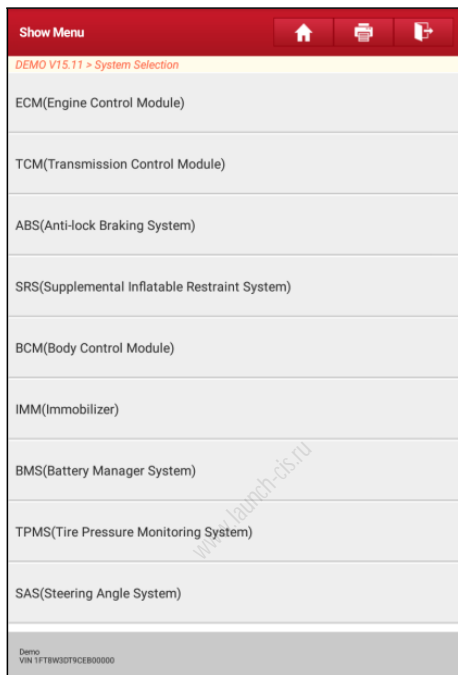 Show Menu
DEMO V15.11 > System Selection
ECM(Engine Control Module)
TCM(Transmission Control Module)
ABS(Anti-lock Braking System)
SRS(Supplemental Inflatable Restraint System)
BCM(Body Control Module)
IMM(Immobilizer)
BMS(Battery Manager System)
www.launch-cis.ru
TPMS(Tire Pressure Monitoring System)
SAS(Steering Angle System)
Demo
VIN 1FT8W3DT9CEB00000